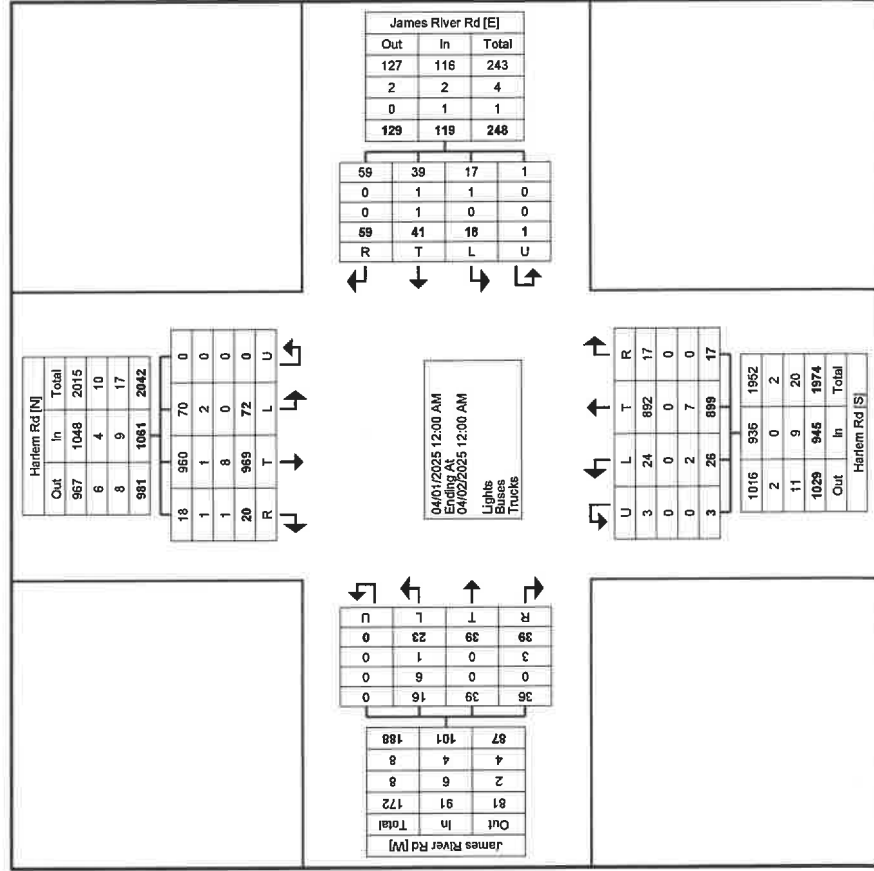 James River Rd [E]
Out In Total
127 116 243
2 2 4
0 1 1
129 119 248
59 39 17 1
0 1 1 0
0 1 0 0
59 41 18 1
R T L U
Harlem Rd [N]
Out In Total
967 1048 2015
6 4 10
8 9 17
981 1061 2042
18 960 70 0
1 1 2 0
1 8 0 0
20 969 72 0
R T L U
04/01/2025 12:00 AM
Ending At
04/02/2025 12:00 AM
Lights
Buses
Trucks
U L T R
3 24 892 17
0 0 0 0
0 2 7 0
3 26 899 17
1016 936 1952
2 0 2
11 9 20
1029 945 1974
Out In Total
Harlem Rd [S]
James River Rd [W]
Out In Total
81 91 172
2 6 8
4 4 8
87 101 188
36 39 16 0
0 0 6 0
3 0 1 0
39 39 23 0
R T L U